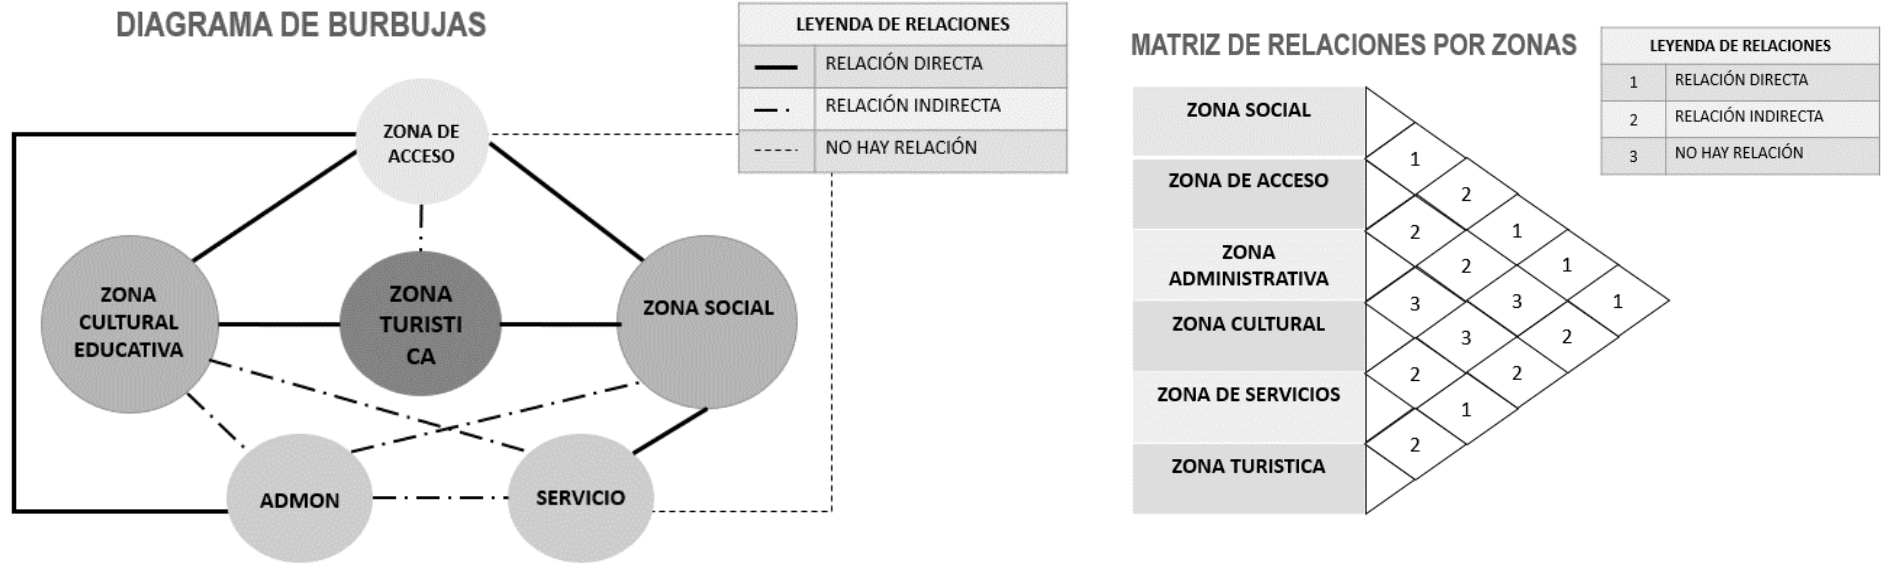 DIAGRAMA DE BURBUJAS
LEYENDA DE RELACIONES
RELACIÓN DIRECTA
RELACIÓN INDIRECTA
NO HAY RELACIÓN
ZONA DE
ACCESO
ZONA
CULTURAL
EDUCATIVA
ZONA
TURISTI
CA
ZONA SOCIAL
ADMON
SERVICIO
MATRIZ DE RELACIONES POR ZONAS
LEYENDA DE RELACIONES
1 RELACIÓN DIRECTA
2 RELACIÓN INDIRECTA
3 NO HAY RELACIÓN
ZONA SOCIAL
ZONA DE ACCESO
ZONA
ADMINISTRATIVA
ZONA CULTURAL
ZONA DE SERVICIOS
ZONA TURISTICA
1
2
2
1
2
1
3
3
1
3
2
2
2
1
2